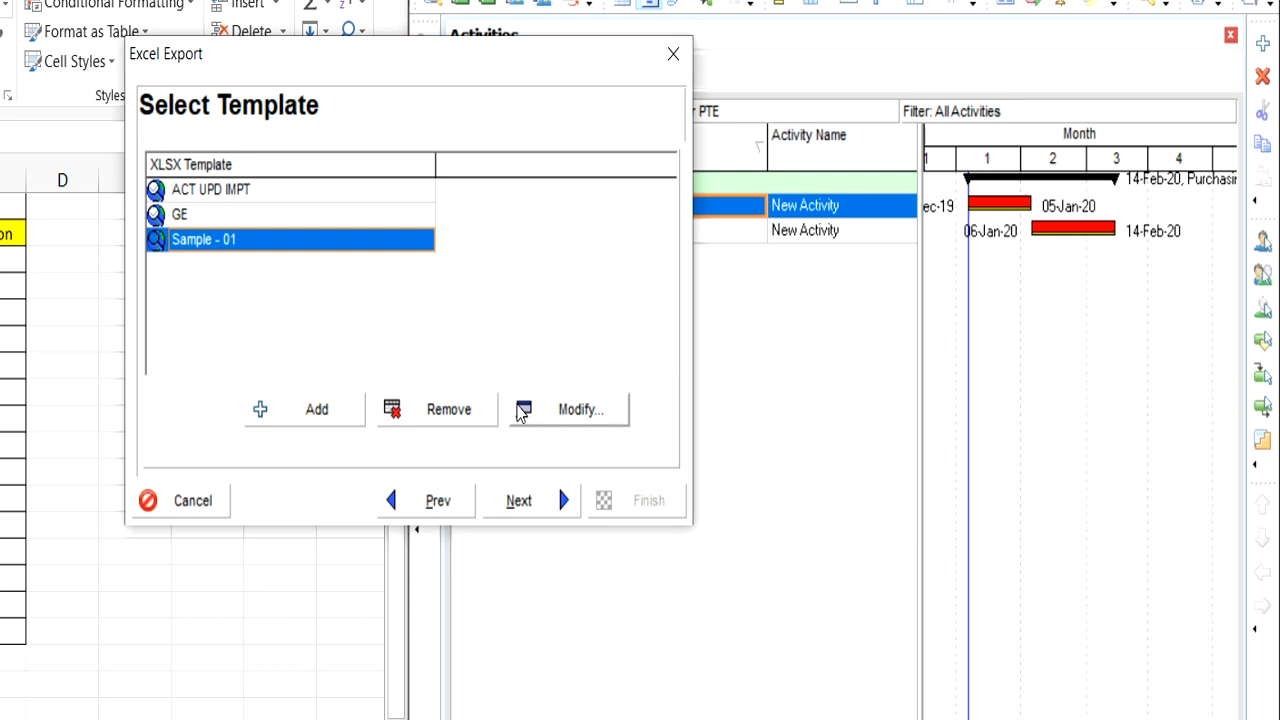 Conditional Formatting
Insert
Format as Table
Delete
Cell Styles
Styles
D
Activities
Excel Export
Select Template
XLSX Template
ACT UPD IMPT
GE
Sample - 01
Add
Remove
Modify...
Cancel
Prev
Next
Finish
PTE
Filter: All Activities
Activity Name
Month
1
1 2 3 4
14-Feb-20, Purchasin
New Activity
ec-19
05-Jan-20
New Activity
06-Jan-20
14-Feb-20
on